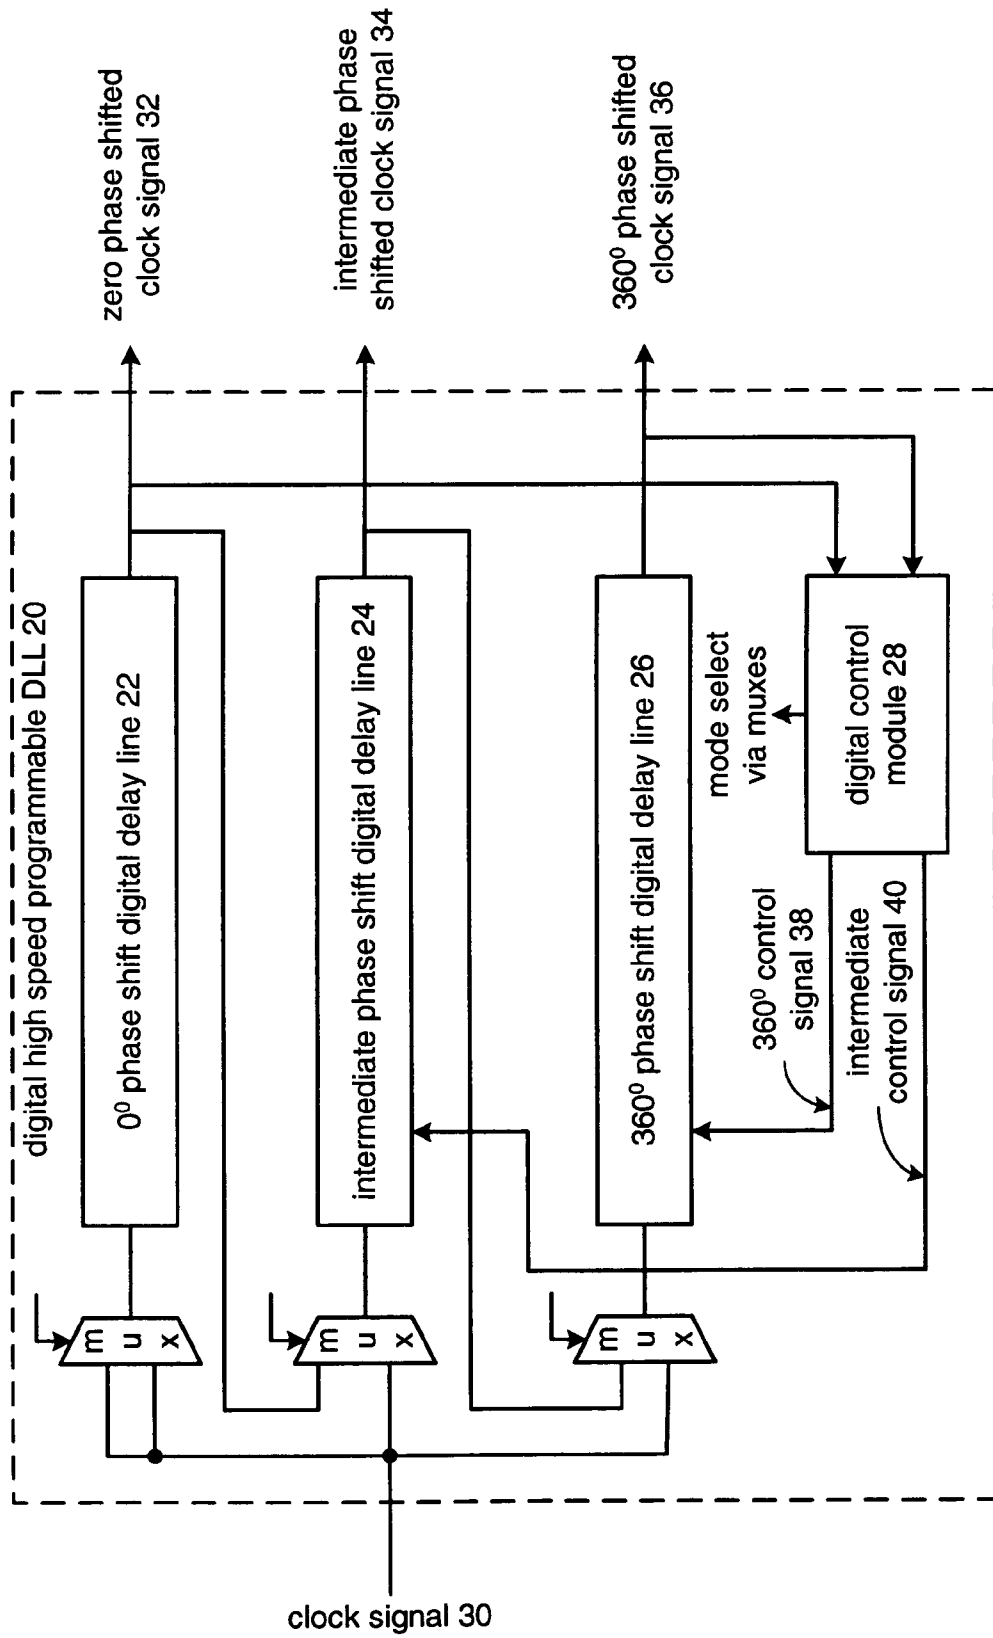 digital high speed programmable DLL 20
m
u
x
0⁰ phase shift digital delay line 22
zero phase shifted
clock signal 32
m
u
x
intermediate phase shift digital delay line 24
intermediate phase
shifted clock signal 34
clock signal 30
m
u
x
360⁰ phase shift digital delay line 26
360⁰ phase shifted
clock signal 36
mode select
via muxes
360⁰ control
signal 38
intermediate
control signal 40
digital control
module 28